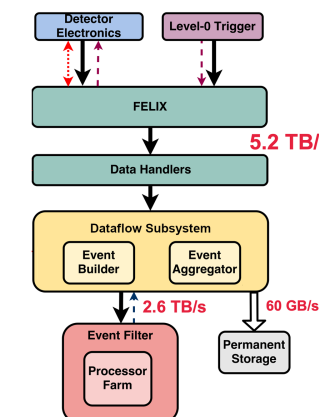 Detector
Electronics
Level-0 Trigger
FELIX
5.2 TB/
Data Handlers
Dataflow Subsystem
Event
Builder
Event
Aggregator
2.6 TB/s
60 GB/s
Event Filter
Processor
Farm
Permanent
Storage